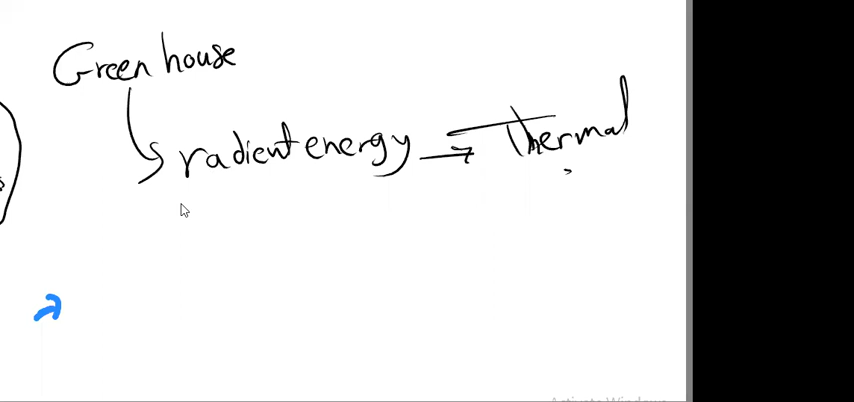 Green house
radient energy → thermal